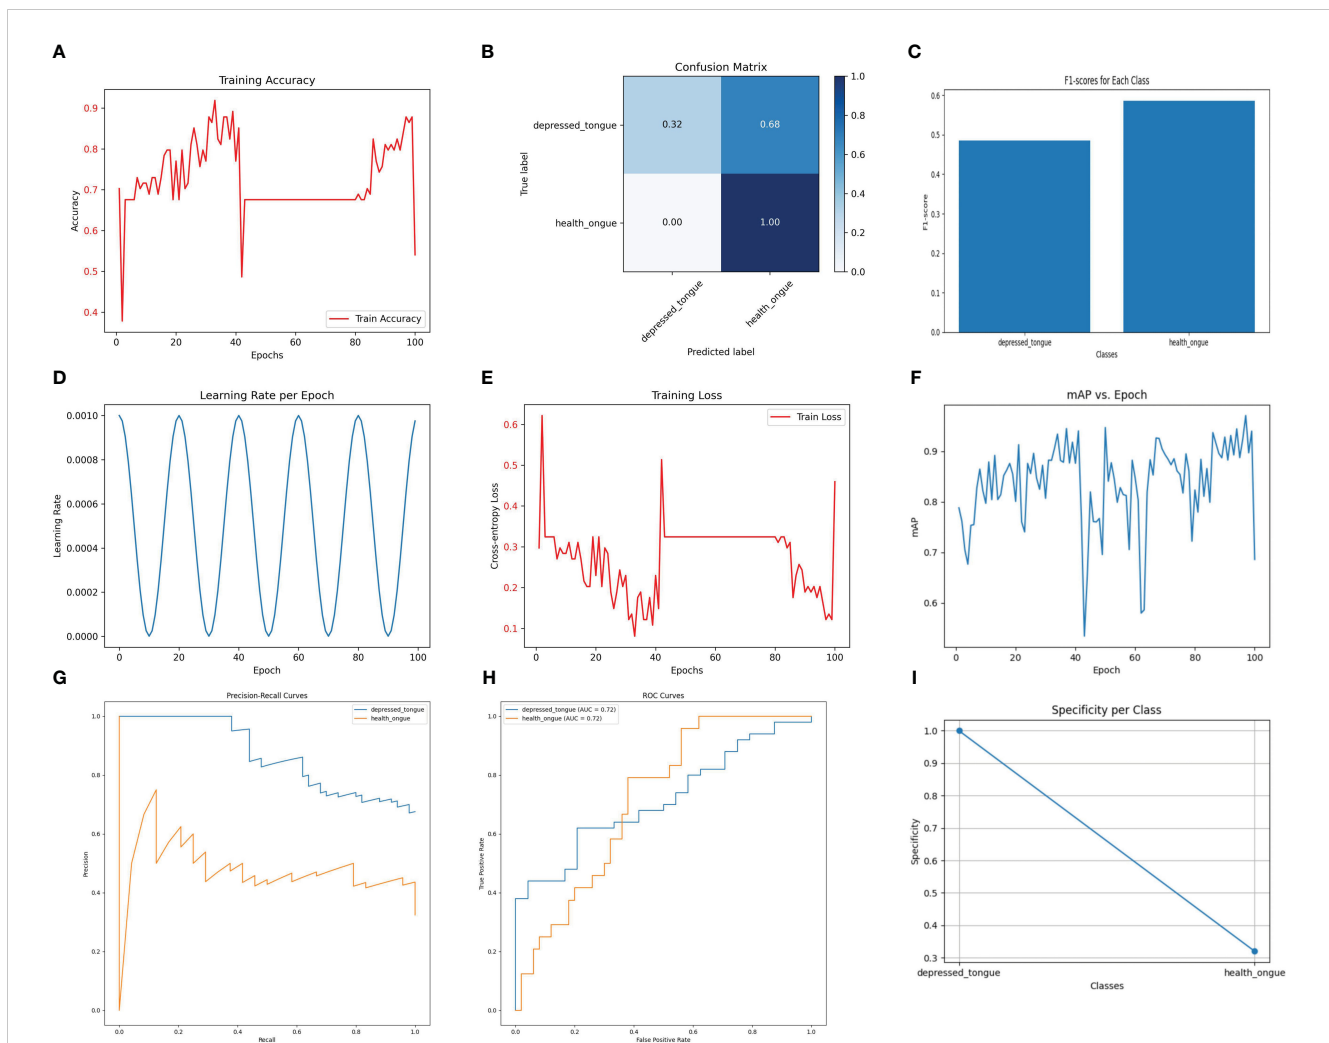 A
Training Accuracy
0.9
0.8
0.7
0.6
0.5
0.4
Accuracy
Train Accuracy
0 20 40 60 80 100
Epochs
B
Confusion Matrix
True label
depressed_tongue
health_ongue
0.32 0.68
0.00 1.00
depressed_tongue
health_ongue
Predicted label
1.0
0.8
0.6
0.4
0.2
0.0
C
F1-scores for Each Class
0.6
0.5
0.4
0.3
0.2
0.1
0.0
F1-score
depressed_tongue health_ongue
Classes
D
Learning Rate per Epoch
0.0010
0.0008
0.0006
0.0004
0.0002
0.0000
Learning Rate
0 20 40 60 80 100
Epoch
E
Training Loss
Train Loss
0.6
0.5
0.4
0.3
0.2
0.1
Cross-entropy Loss
0 20 40 60 80 100
Epochs
F
mAP vs. Epoch
0.9
0.8
0.7
0.6
mAP
0 20 40 60 80 100
Epoch
G
Precision-Recall Curves
depressed_tongue
health_ongue
1.0
0.8
0.6
0.4
0.2
0.0
Precision
0.0 0.2 0.4 0.6 0.8 1.0
Recall
H
ROC Curves
depressed_tongue (AUC = 0.72)
health_ongue (AUC = 0.72)
1.0
0.8
0.6
0.4
0.2
0.0
True Positive Rate
0.0 0.2 0.4 0.6 0.8 1.0
False Positive Rate
I
Specificity per Class
1.0
0.9
0.8
0.7
0.6
0.5
0.4
0.3
Specificity
depressed_tongue health_ongue
Classes